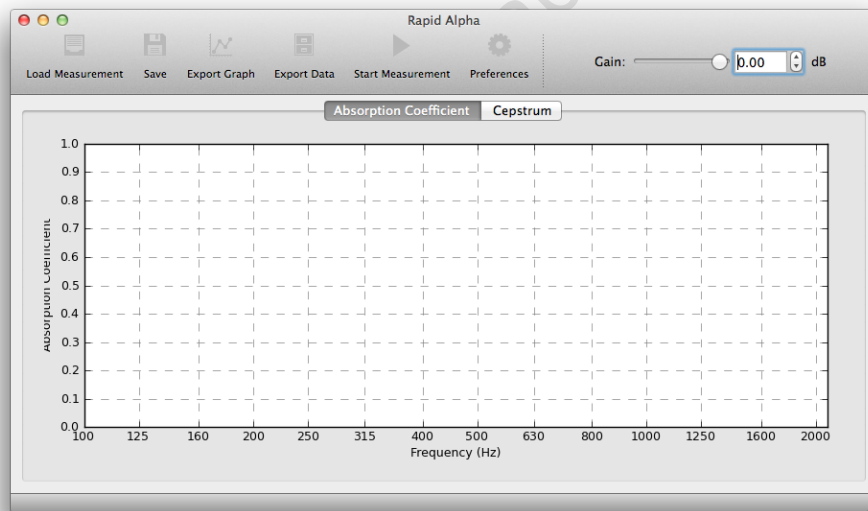 Rapid Alpha
Load Measurement Save Export Graph Export Data Start Measurement Preferences Gain: 0.00 dB
Absorption Coefficient Cepstrum
1.0
0.9
0.8
0.7
0.6
0.5
0.4
0.3
0.2
0.1
0.0
Absorption Coefficient
100 125 160 200 250 315 400 500 630 800 1000 1250 1600 2000
Frequency (Hz)